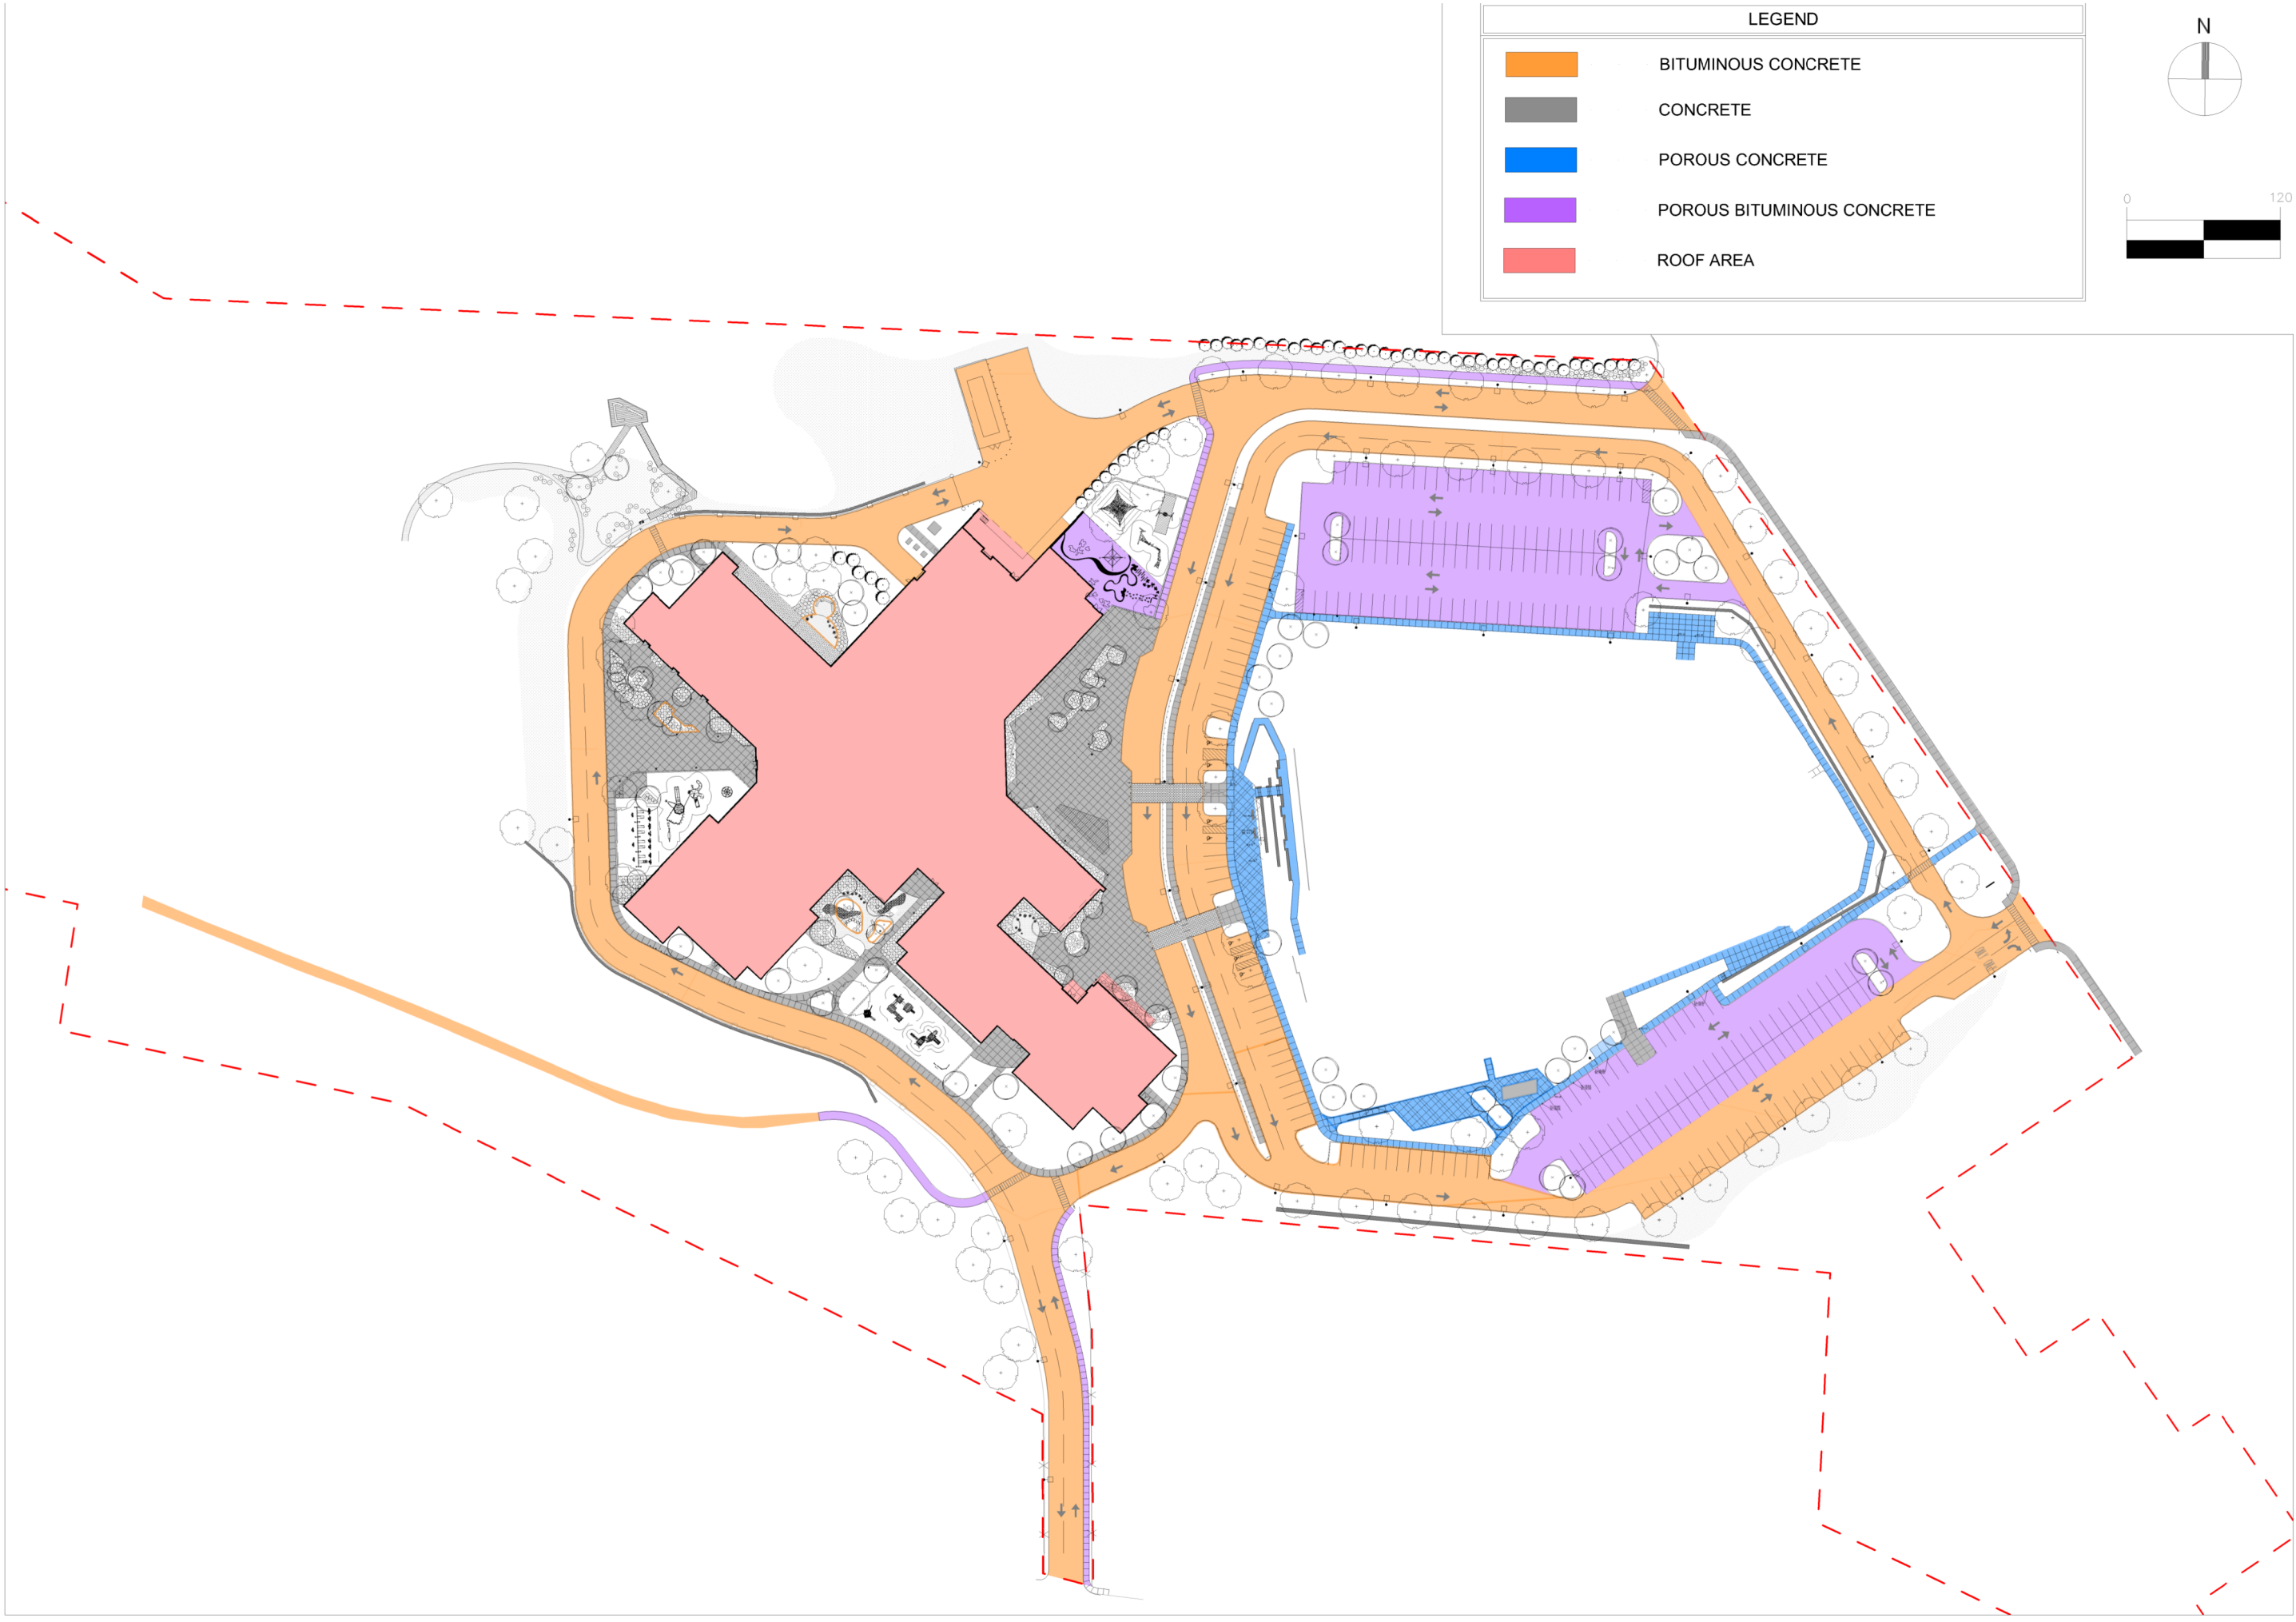 LEGEND
N
BITUMINOUS CONCRETE
CONCRETE
POROUS CONCRETE
0 120
POROUS BITUMINOUS CONCRETE
ROOF AREA